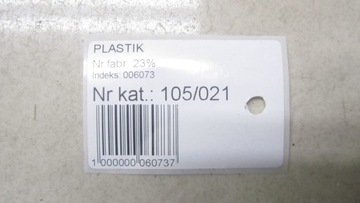 PLASTIK
Nr fabr. 23%
Indeks: 006073
Nr kat.: 105/021
1 000000 060737